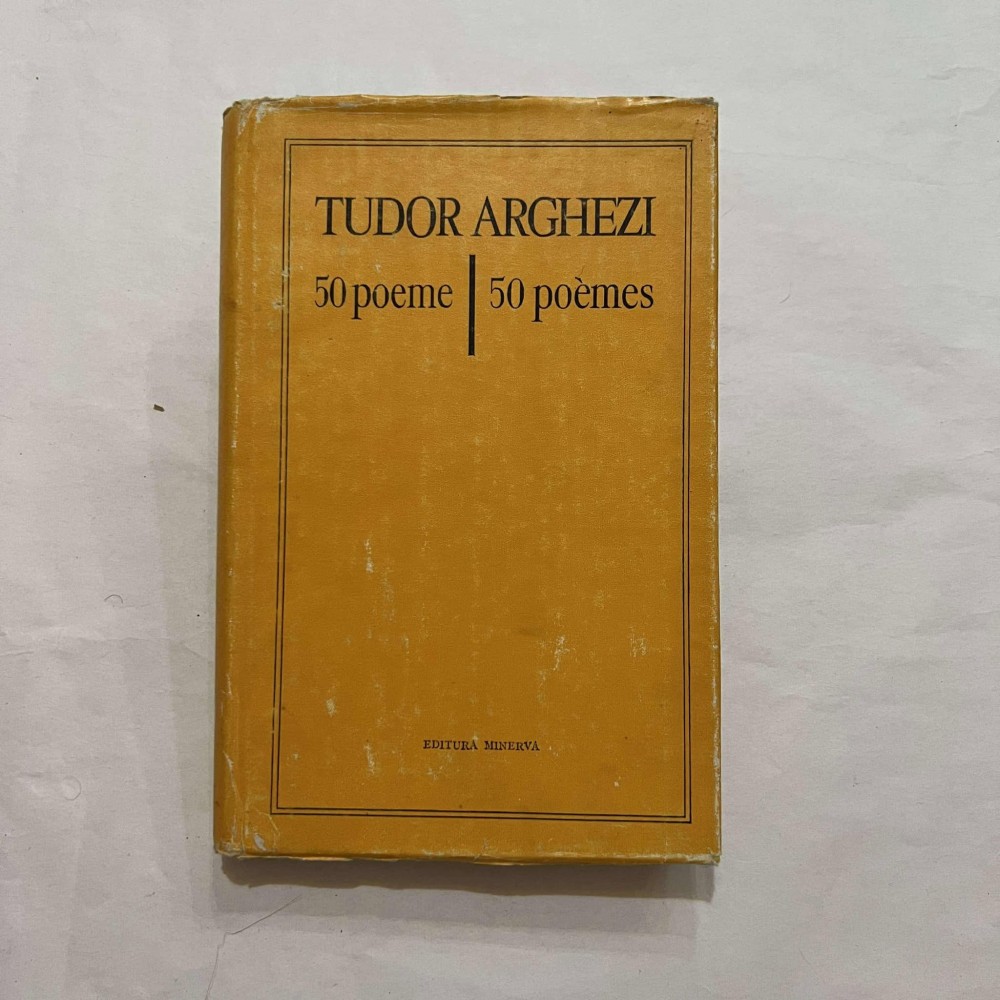 TUDOR ARGHEZI
50 poeme | 50 poèmes
EDITURA MINERVA